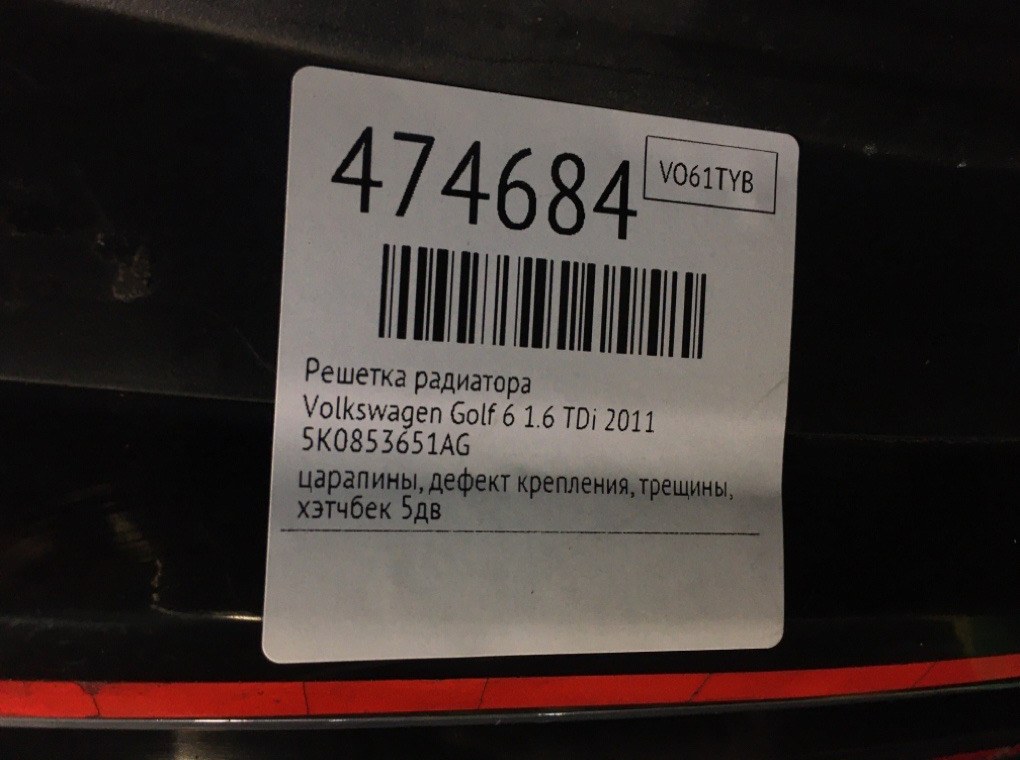 474684
VO61TYB
Решетка радиатора
Volkswagen Golf 6 1.6 TDi 2011
5K0853651AG
царапины, дефект крепления, трещины,
хэтчбек 5дв